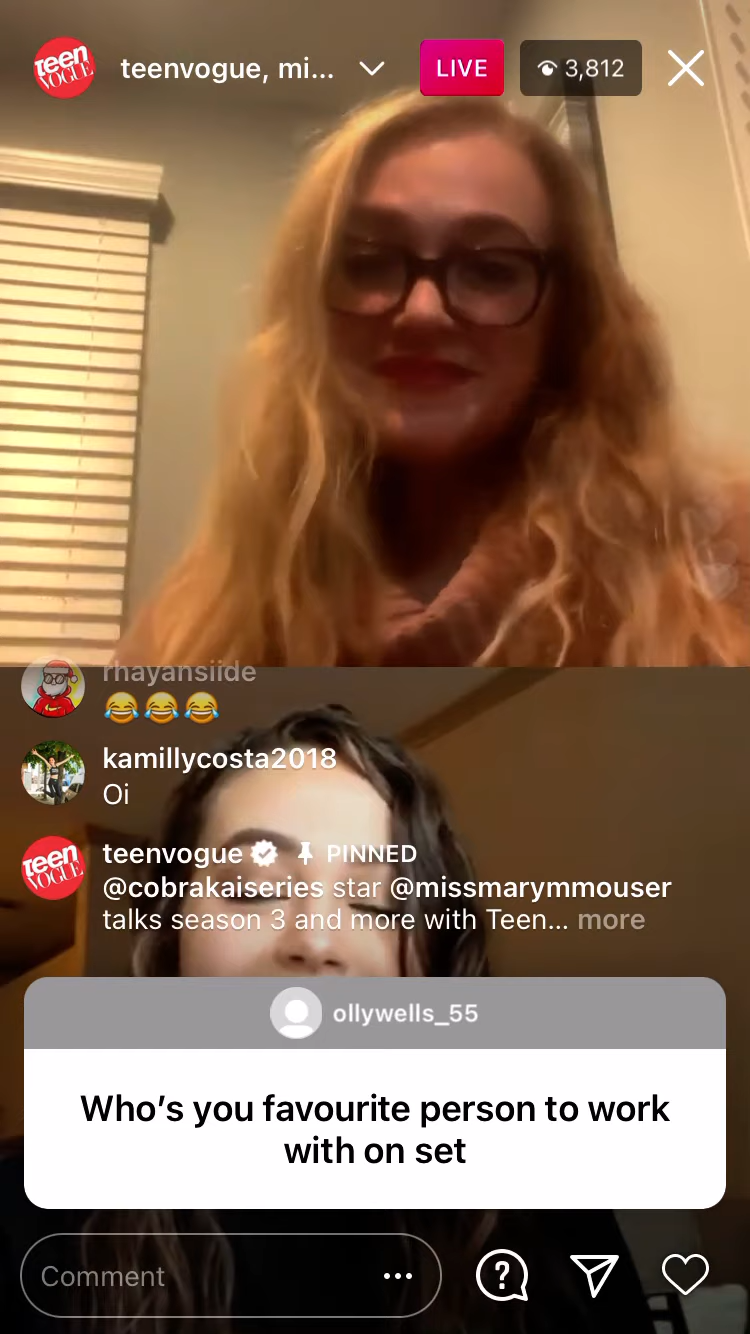 teen
VOGUE
teenvogue, mi...
LIVE
3,812
rhayansiide
😂😂😂
kamillycosta2018
Oi
teen
VOGUE
teenvogue PINNED
@cobrakaiseries star @missmarymmouser
talks season 3 and more with Teen... more
ollywells_55
Who's you favourite person to work
with on set
Comment